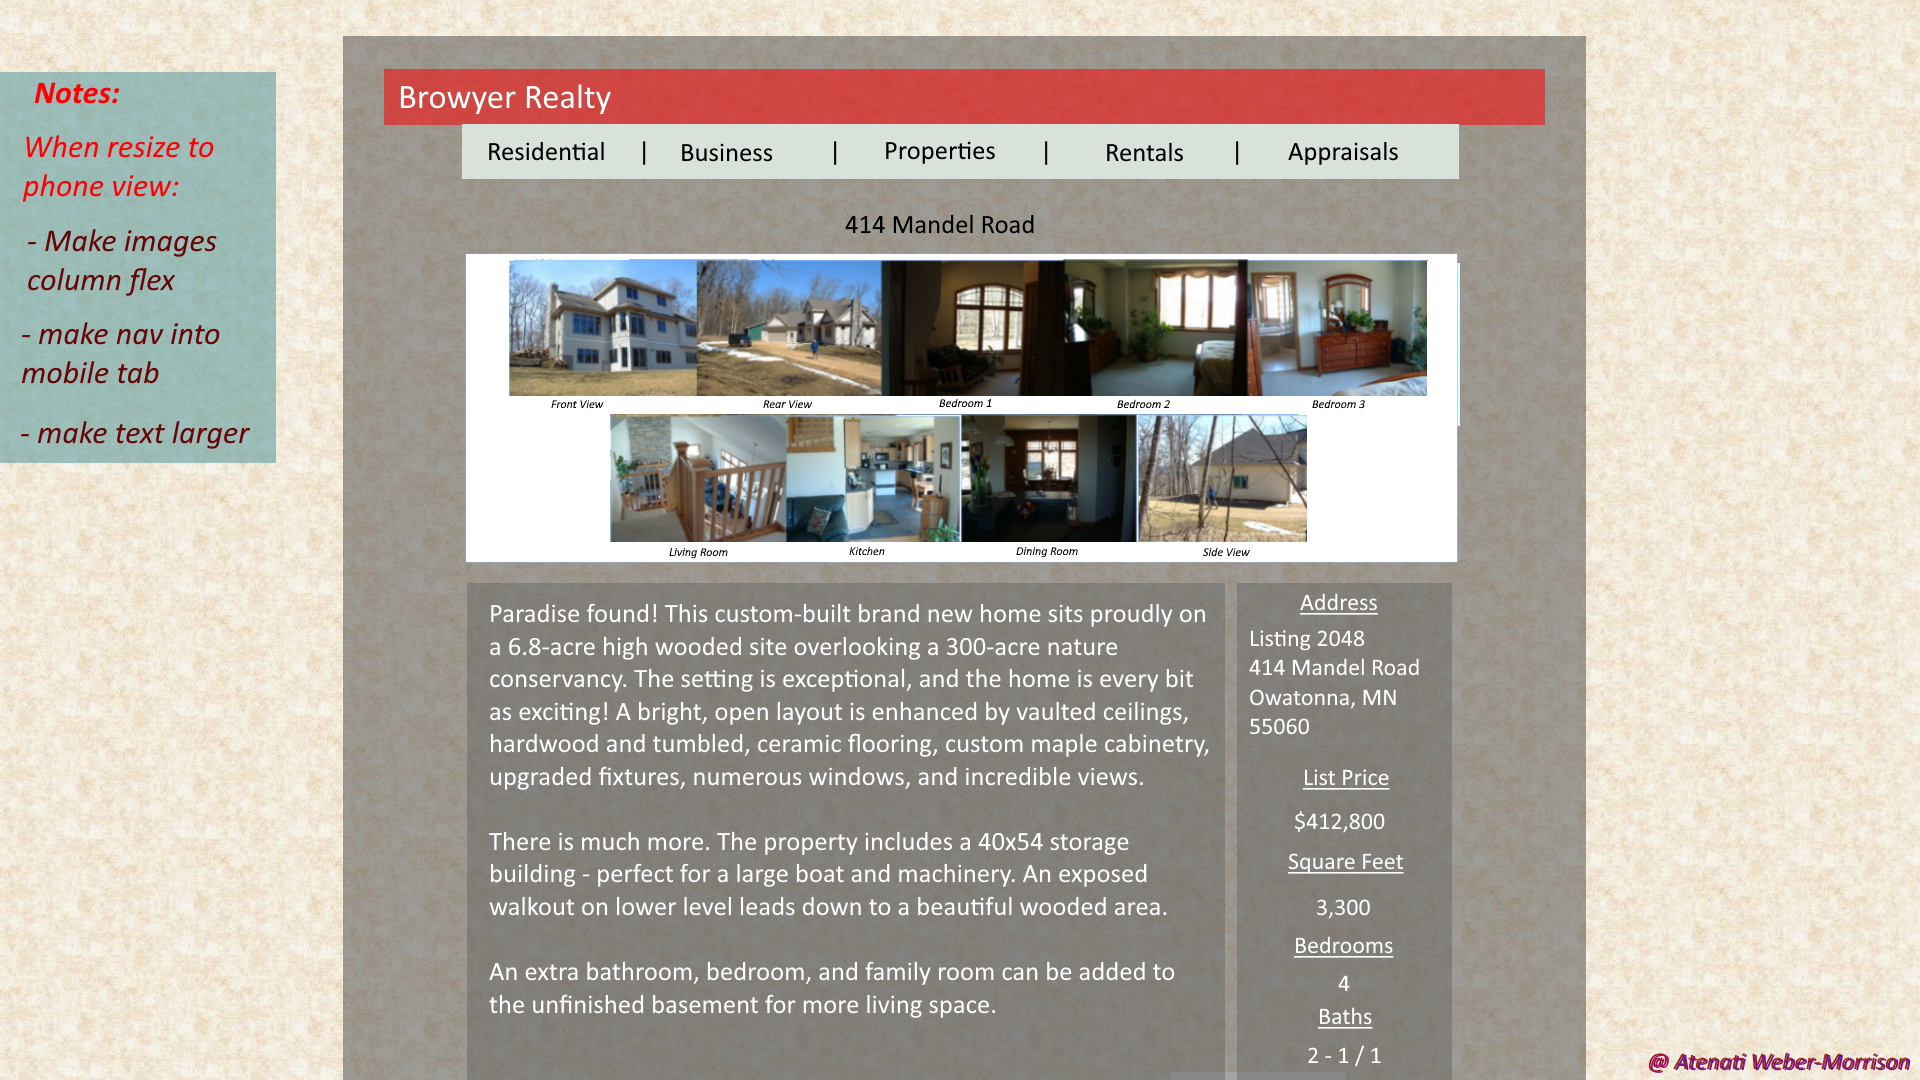 Notes:
When resize to
phone view:
- Make images
column flex
- make nav into
mobile tab
- make text larger
Browyer Realty
Residential | Business | Properties | Rentals | Appraisals
414 Mandel Road
Front View Rear View Bedroom 1 Bedroom 2 Bedroom 3
Living Room Kitchen Dining Room Side View
Paradise found! This custom-built brand new home sits proudly on
a 6.8-acre high wooded site overlooking a 300-acre nature
conservancy. The setting is exceptional, and the home is every bit
as exciting! A bright, open layout is enhanced by vaulted ceilings,
hardwood and tumbled, ceramic flooring, custom maple cabinetry,
upgraded fixtures, numerous windows, and incredible views.
There is much more. The property includes a 40x54 storage
building - perfect for a large boat and machinery. An exposed
walkout on lower level leads down to a beautiful wooded area.
An extra bathroom, bedroom, and family room can be added to
the unfinished basement for more living space.
Address
Listing 2048
414 Mandel Road
Owatonna, MN
55060
List Price
$412,800
Square Feet
3,300
Bedrooms
4
Baths
2 - 1 / 1
@ Atenati Weber-Morrison